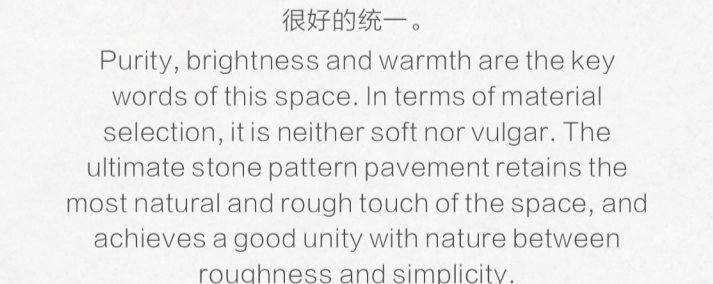 很好的统一。
Purity, brightness and warmth are the key
words of this space. In terms of material
selection, it is neither soft nor vulgar. The
ultimate stone pattern pavement retains the
most natural and rough touch of the space, and
achieves a good unity with nature between
roughness and simplicity.